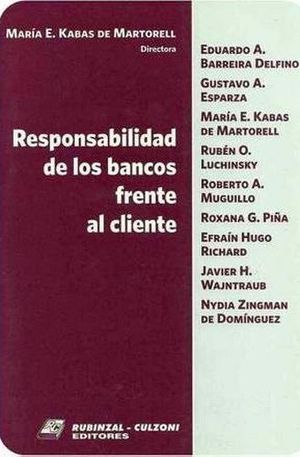 MARÍA E. KABAS DE MARTORELL
Directora
Responsabilidad
de los bancos
frente
al cliente
EDUARDO A.
BARREIRA DELFINO
GUSTAVO A.
ESPARZA
MARÍA E. KABAS
DE MARTORELL
RUBÉN O.
LUCHINSKY
ROBERTO A.
MUGUILLO
ROXANA G. PIÑA
EFRAÍN HUGO
RICHARD
JAVIER H.
WAJNTRAUB
NYDIA ZINGMAN
DE DOMÍNGUEZ
RUBINZAL - CULZONI
EDITORES